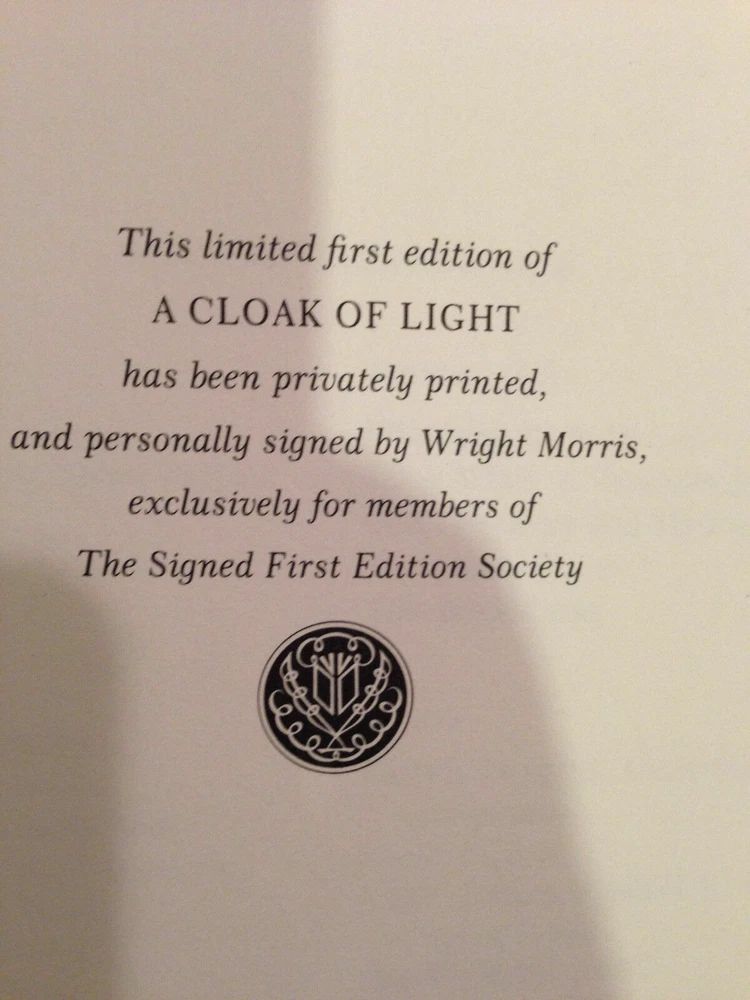 This limited first edition of
A CLOAK OF LIGHT
has been privately printed,
and personally signed by Wright Morris,
exclusively for members of
The Signed First Edition Society